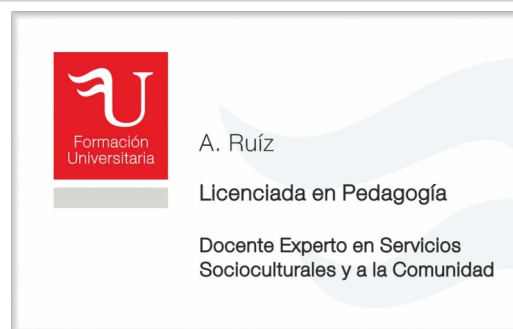 Formación
Universitaria
A. Ruíz
Licenciada en Pedagogía
Docente Experto en Servicios
Socioculturales y a la Comunidad